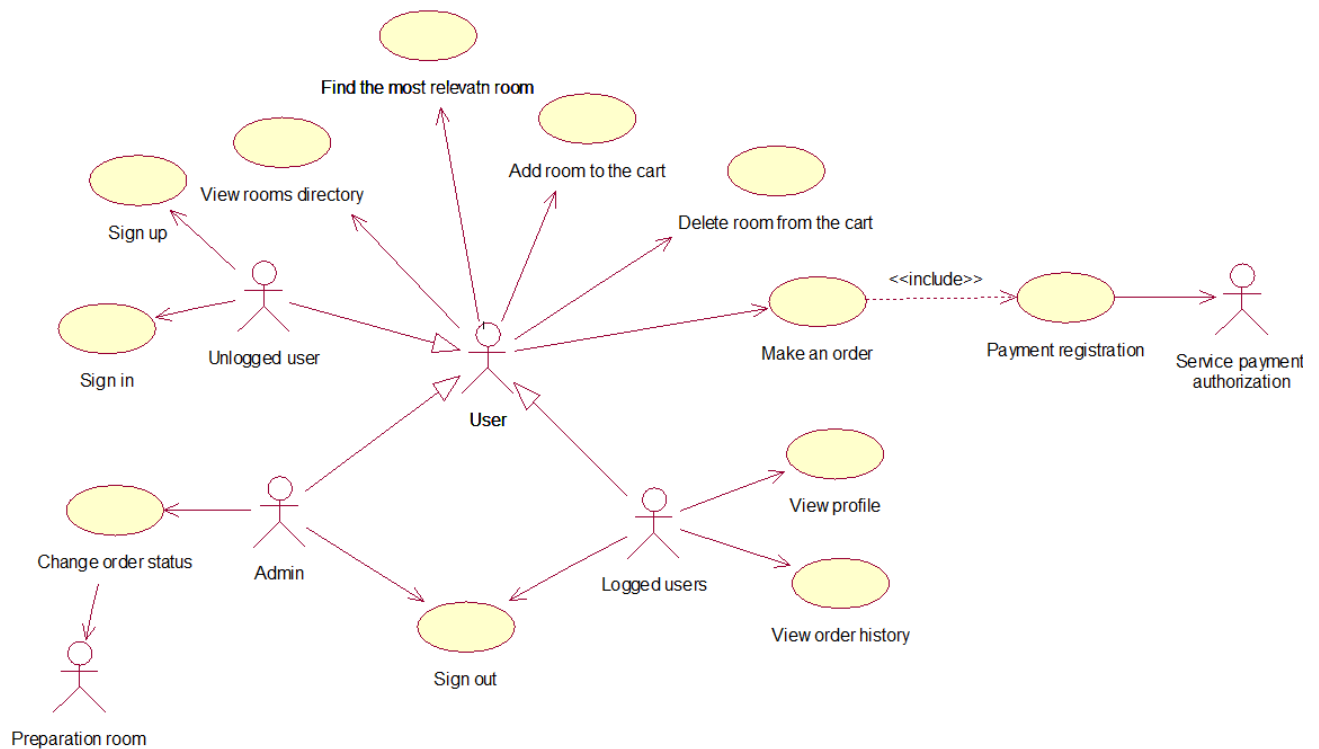 Find the most relevatn room
Add room to the cart
View rooms directory
Delete room from the cart
Sign up
<<include>>
Unlogged user
Make an order
Payment registration
Service payment
authorization
Sign in
User
View profile
Change order status
Admin
Logged users
View order history
Sign out
Preparation room